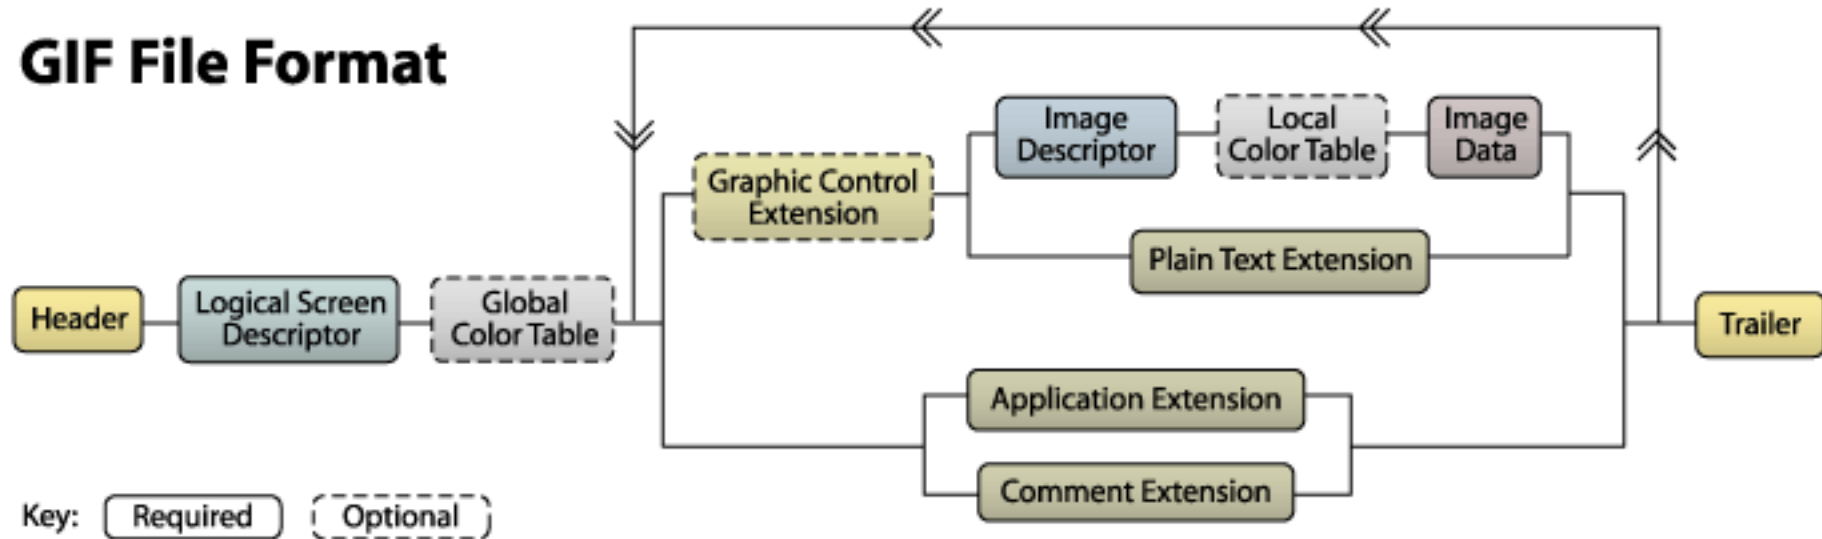 GIF File Format
Image
Descriptor
Local
Color Table
Image
Data
Graphic Control
Extension
Plain Text Extension
Header
Logical Screen
Descriptor
Global
Color Table
Trailer
Application Extension
Comment Extension
Key: Required Optional